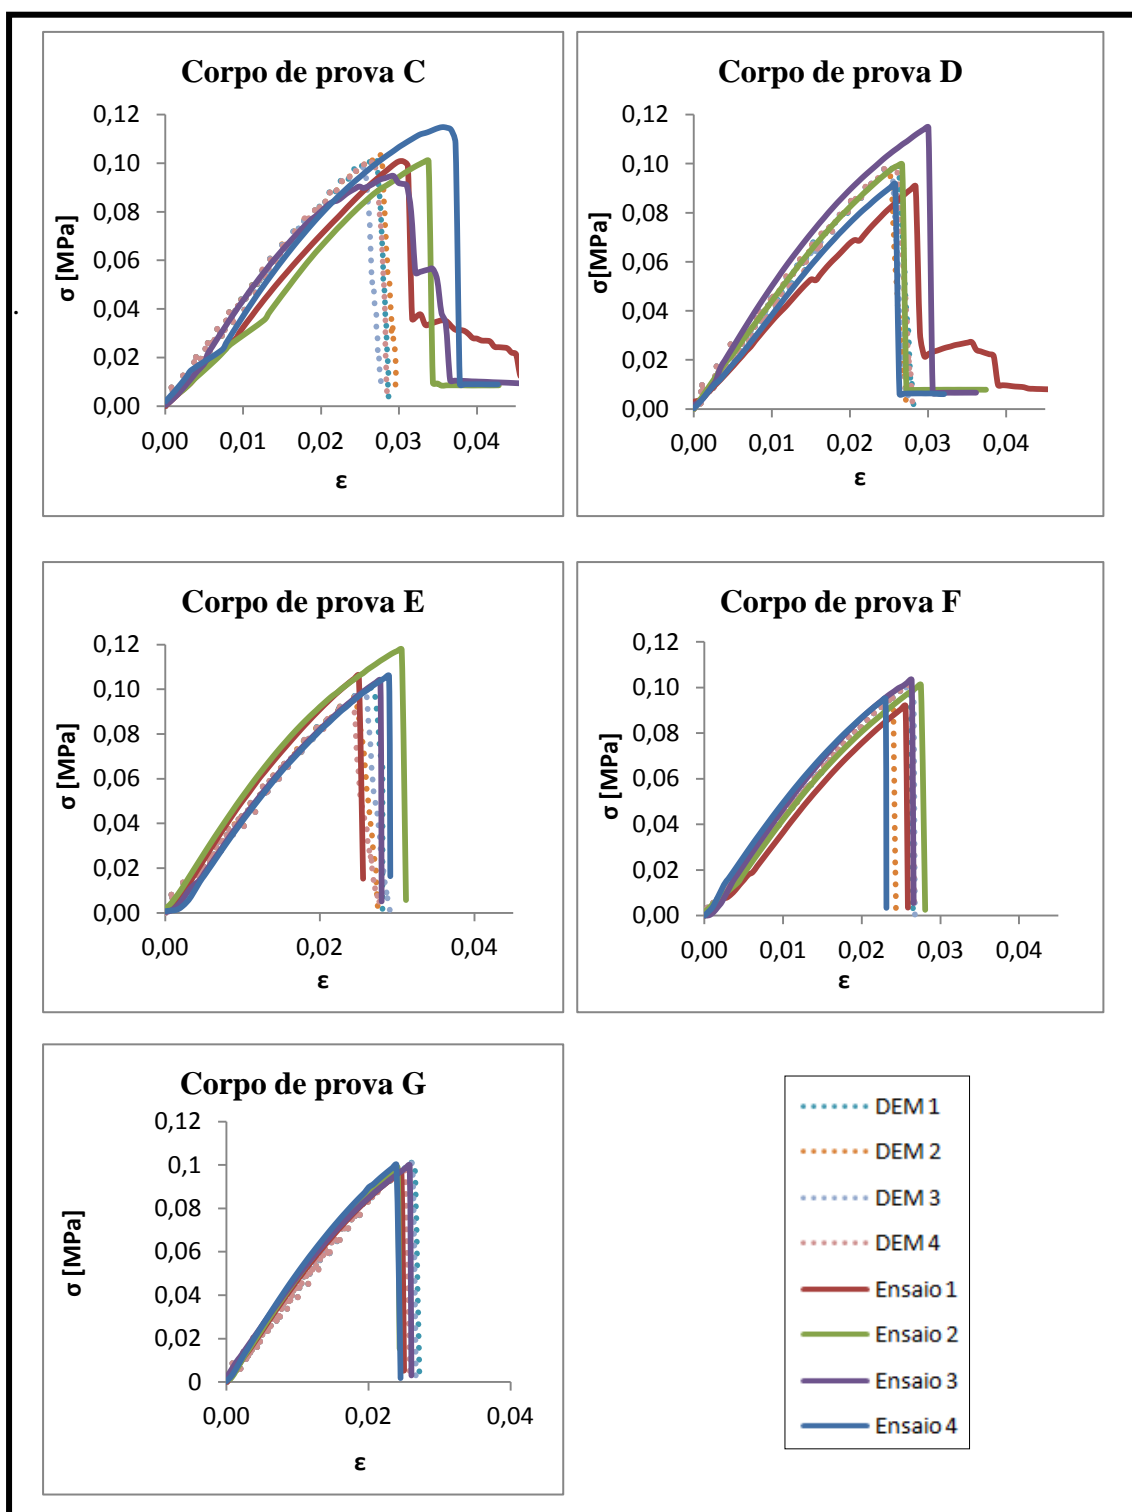 Corpo de prova C
0,12
0,10
0,08
0,06
0,04
0,02
0,00
σ [MPa]
0,00 0,01 0,02 0,03 0,04
ε
Corpo de prova D
0,12
0,10
0,08
0,06
0,04
0,02
0,00
σ[MPa]
0,00 0,01 0,02 0,03 0,04
ε
.
Corpo de prova E
0,12
0,10
0,08
0,06
0,04
0,02
0,00
σ [MPa]
0,00 0,02 0,04
ε
Corpo de prova F
0,12
0,10
0,08
0,06
0,04
0,02
0,00
σ [MPa]
0,00 0,01 0,02 0,03 0,04
ε
Corpo de prova G
0,12
0,1
0,08
0,06
0,04
0,02
0
σ [MPa]
0,00 0,02 0,04
ε
DEM 1
DEM 2
DEM 3
DEM 4
Ensaio 1
Ensaio 2
Ensaio 3
Ensaio 4